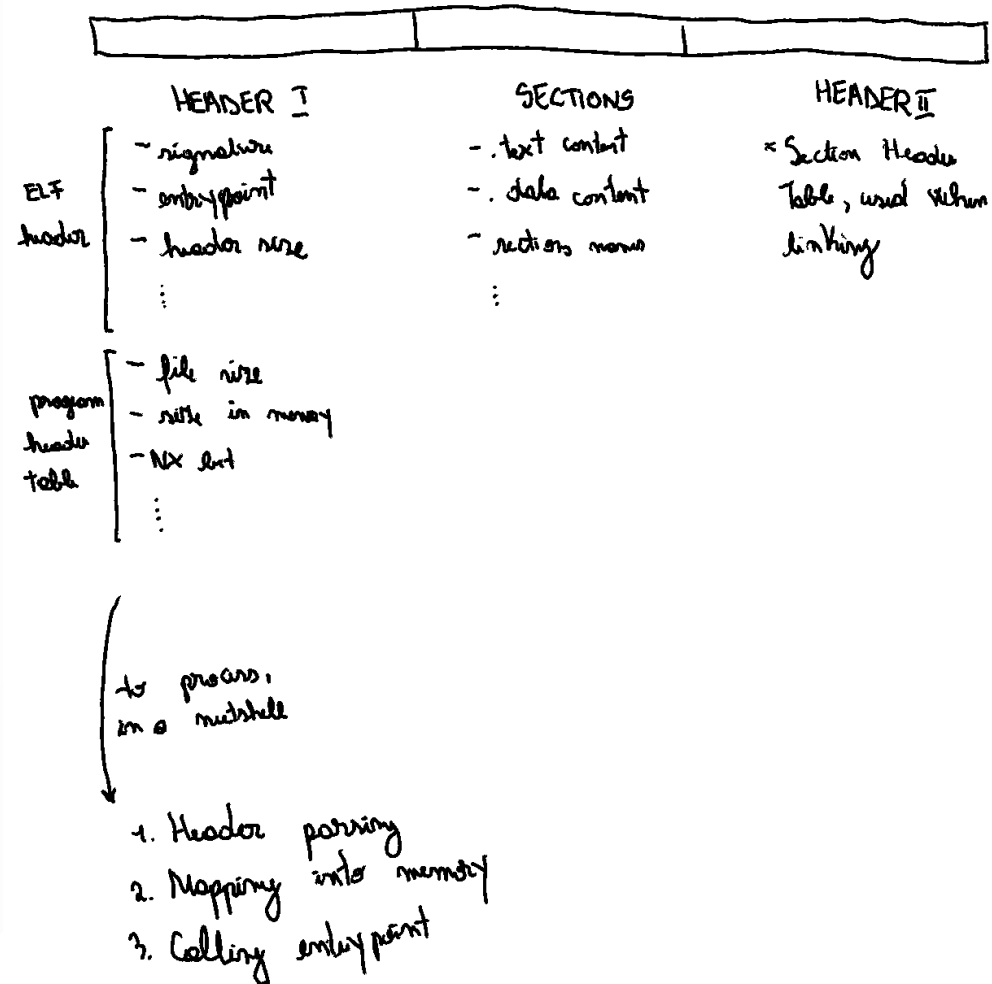 HEADER I
SECTIONS
HEADER II
ELF
header
- signature
- entrypoint
- header size
⋮
- .text content
- .data content
- sections names
⋮
* Section Header
Table, used when
linking
program
header
table
- file size
- size in memory
- NX bit
⋮
to process,
in a nutshell
1. Header parsing
2. Mapping into memory
3. Calling entrypoint